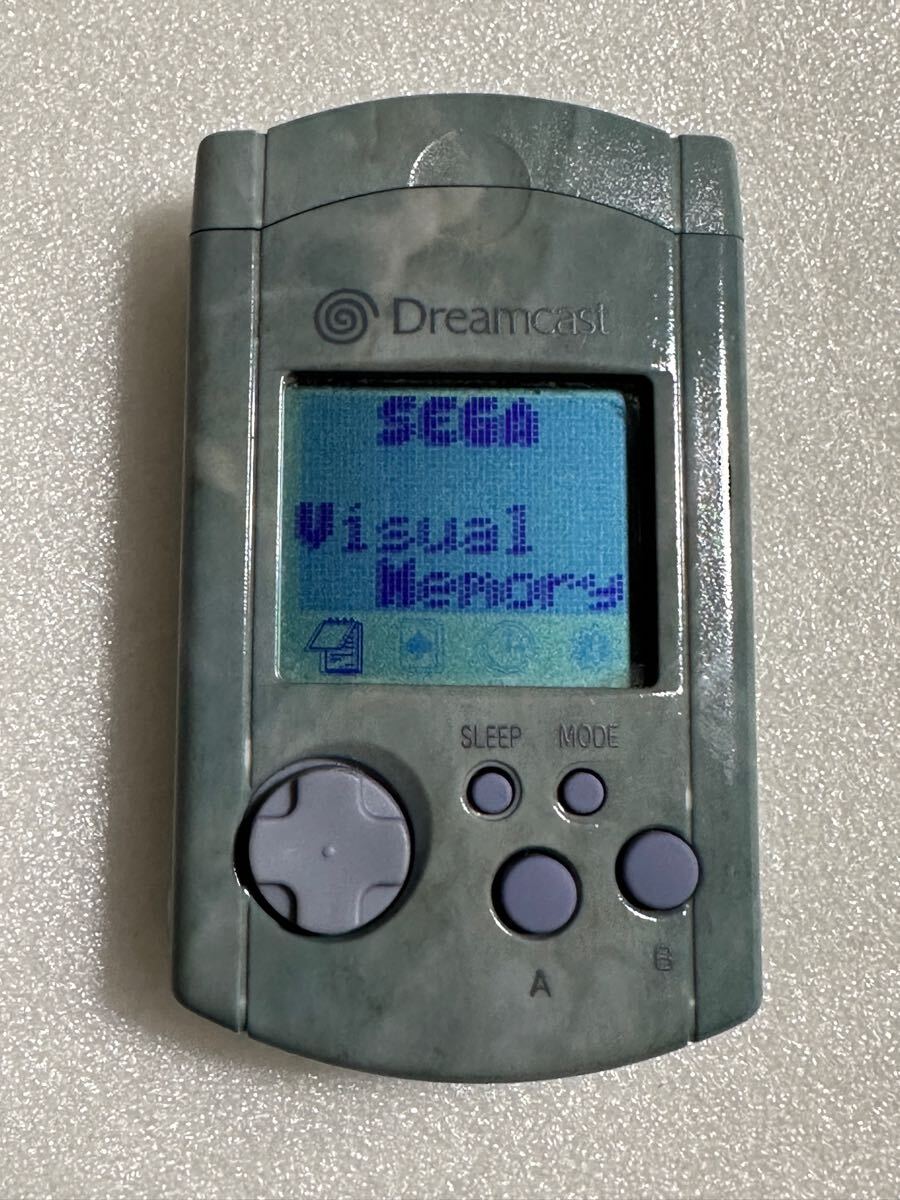 Dreamcast
SEGA
Visual
Memory
SLEEP MODE
A B